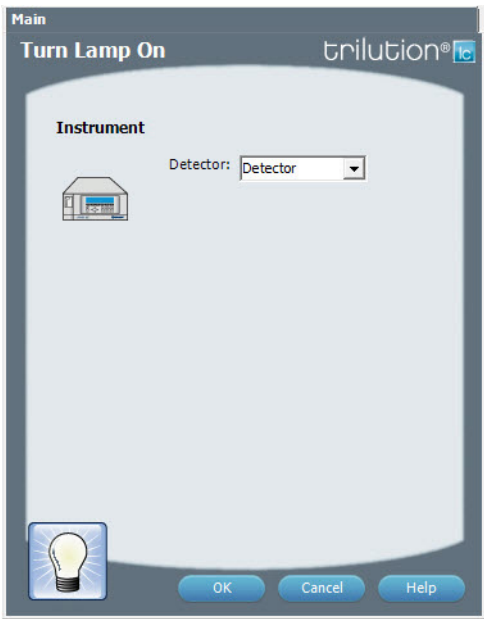 Main
Turn Lamp On
trilution® lc
Instrument
Detector: Detector
OK Cancel Help